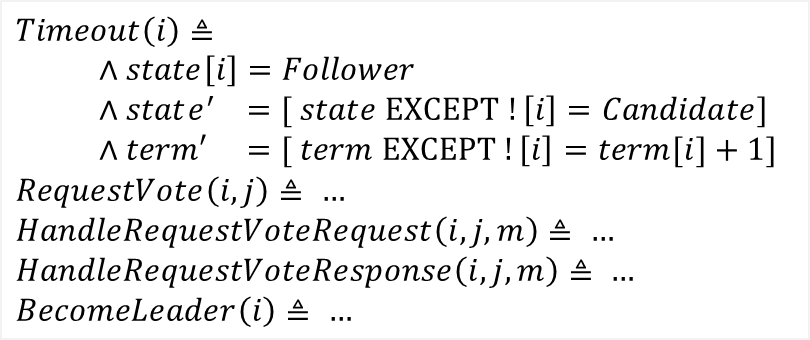 Timeout(i) ≜
∧ state[i] = Follower
∧ state′ = [ state EXCEPT ! [i] = Candidate]
∧ term′ = [ term EXCEPT ! [i] = term[i] + 1]
RequestVote(i,j) ≜ …
HandleRequestVoteRequest(i,j,m) ≜ …
HandleRequestVoteResponse(i,j,m) ≜ …
BecomeLeader(i) ≜ …